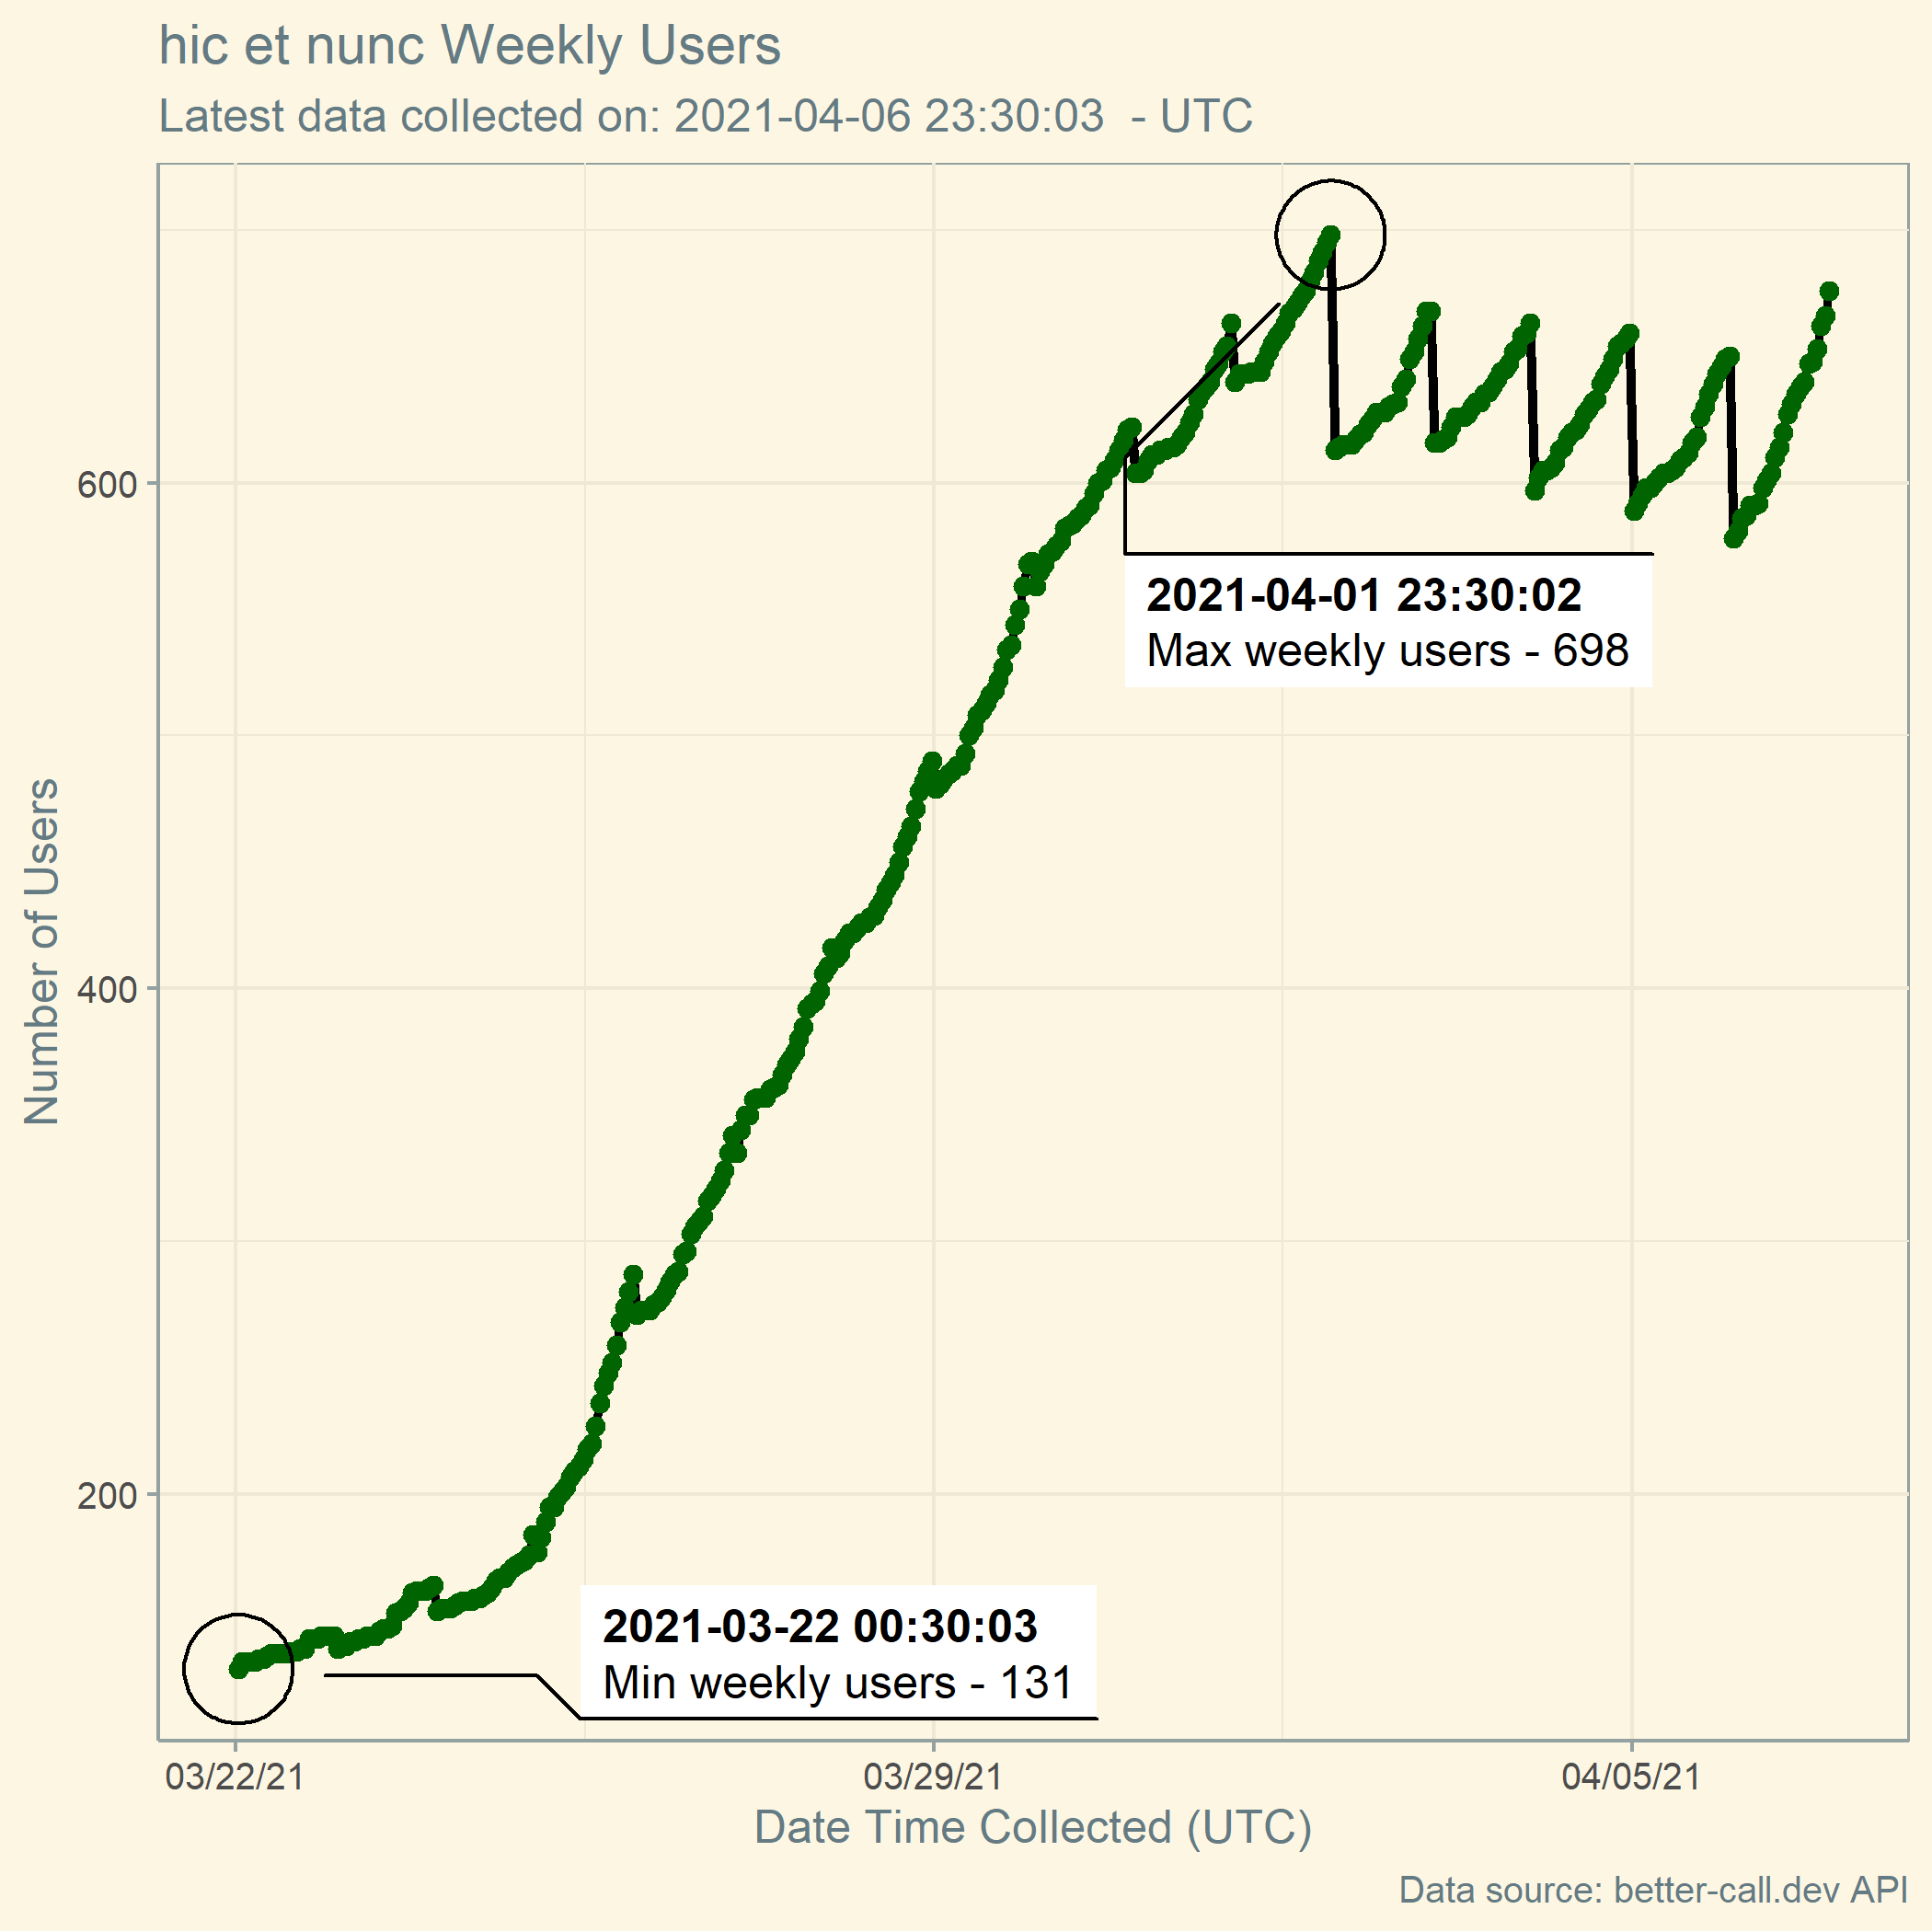 hic et nunc Weekly Users
Latest data collected on: 2021-04-06 23:30:03  - UTC
Number of Users
600
400
200
2021-04-01 23:30:02
Max weekly users - 698
2021-03-22 00:30:03
Min weekly users - 131
03/22/21
03/29/21
04/05/21
Date Time Collected (UTC)
Data source: better-call.dev API